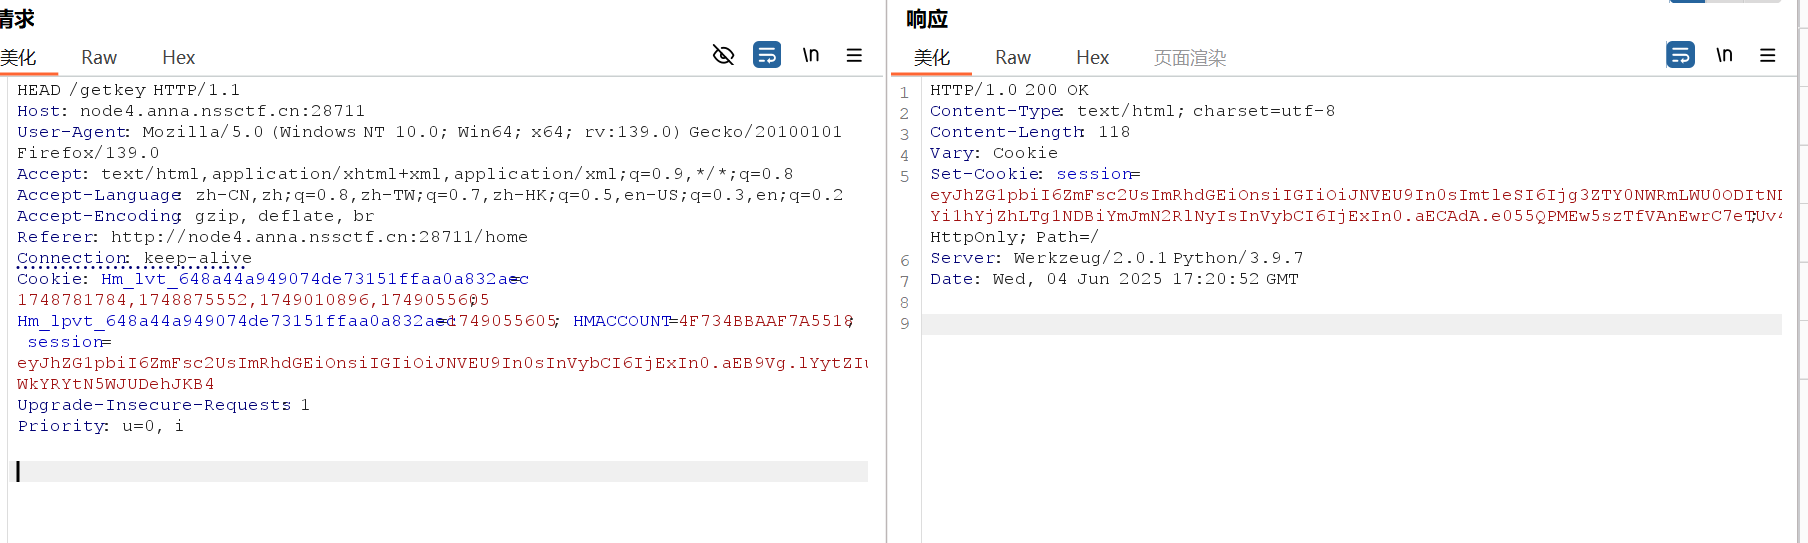 请求
美化 Raw Hex \n
HEAD /getkey HTTP/1.1
Host: node4.anna.nssctf.cn:28711
User-Agent: Mozilla/5.0 (Windows NT 10.0; Win64; x64; rv:139.0) Gecko/20100101
Firefox/139.0
Accept: text/html,application/xhtml+xml,application/xml;q=0.9,*/*;q=0.8
Accept-Language: zh-CN,zh;q=0.8,zh-TW;q=0.7,zh-HK;q=0.5,en-US;q=0.3,en;q=0.2
Accept-Encoding: gzip, deflate, br
Referer: http://node4.anna.nssctf.cn:28711/home
Connection: keep-alive
Cookie: Hm_lvt_648a44a949074de73151ffaa0a832aec=
1748781784,1748875552,1749010896,1749055605;
Hm_lpvt_648a44a949074de73151ffaa0a832aec=1749055605; HMACCOUNT=4F734BBAAF7A5518;
session=
eyJhZG1pbiI6ZmFsc2UsImRhdGEiOnsiIGIiOiJNVEU9In0sInVybCI6IjExIn0.aEB9Vg.lYytZIu
WkYRYtN5WJUDehJKB4
Upgrade-Insecure-Requests: 1
Priority: u=0, i
响应
美化 Raw Hex 页面渲染 \n
1 HTTP/1.0 200 OK
2 Content-Type: text/html; charset=utf-8
3 Content-Length: 118
4 Vary: Cookie
5 Set-Cookie: session=
eyJhZG1pbiI6ZmFsc2UsImRhdGEiOnsiIGIiOiJNVEU9In0sImtleSI6Ijg3ZTY0NWRmLWU0ODItNI
Yi1hYjZhLTg1NDBiYmJmN2RlNyIsInVybCI6IjExIn0.aECAdA.e055QPMEw5szTfVAnEwrC7eTUv4;
HttpOnly; Path=/
6 Server: Werkzeug/2.0.1 Python/3.9.7
7 Date: Wed, 04 Jun 2025 17:20:52 GMT
8
9